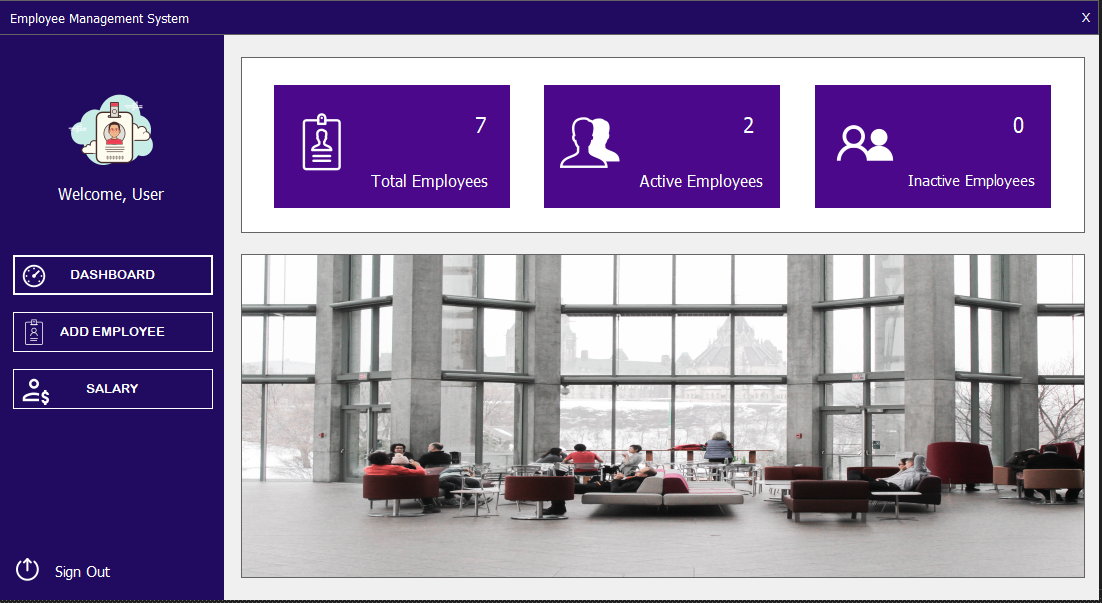 Employee Management System
X
Welcome, User
DASHBOARD
ADD EMPLOYEE
SALARY
Sign Out
7
Total Employees
2
Active Employees
0
Inactive Employees